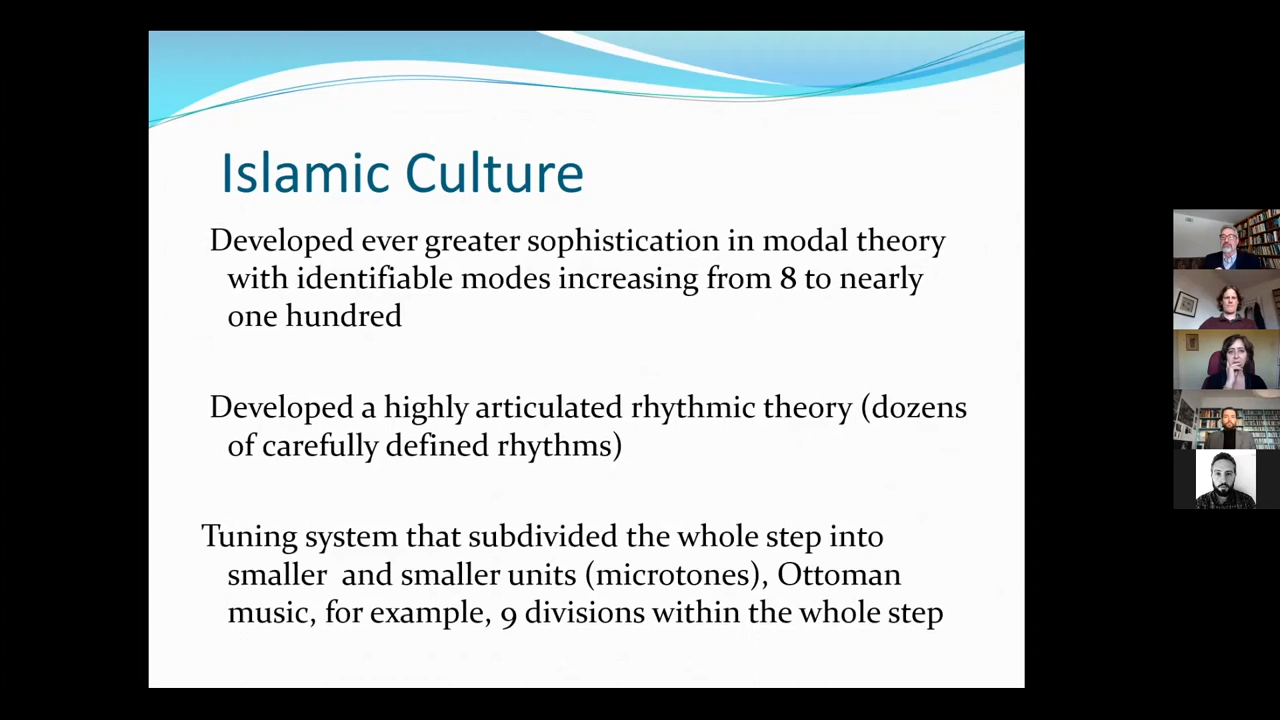 Islamic Culture
Developed ever greater sophistication in modal theory
with identifiable modes increasing from 8 to nearly
one hundred
Developed a highly articulated rhythmic theory (dozens
of carefully defined rhythms)
Tuning system that subdivided the whole step into
smaller and smaller units (microtones), Ottoman
music, for example, 9 divisions within the whole step